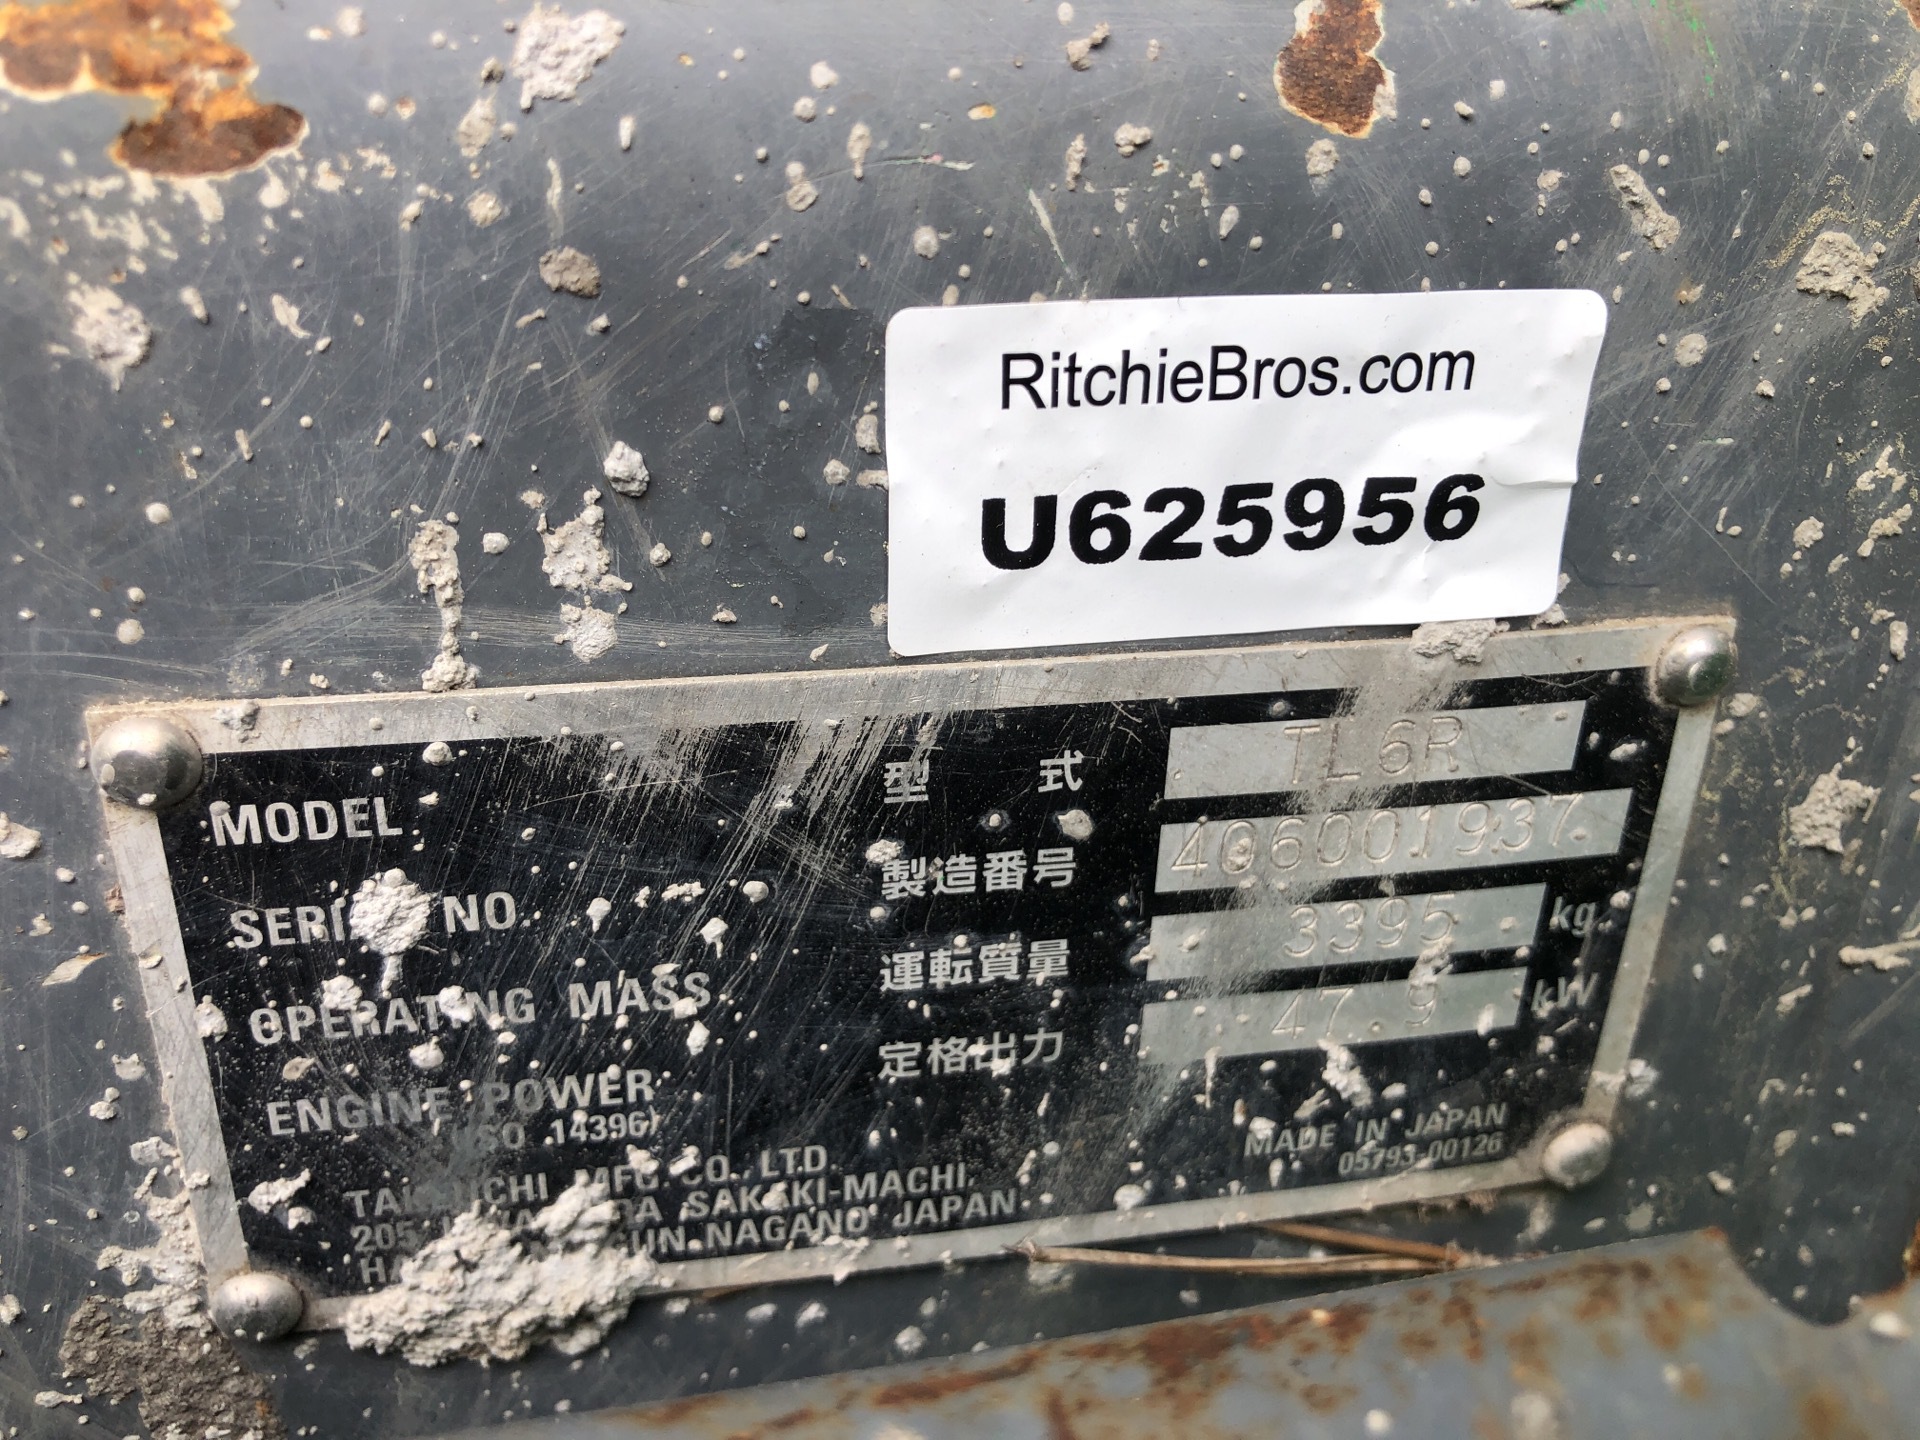 RitchieBros.com
U625956
MODEL 型式 TL6R
NO 製造番号 406001937
OPERATING MASS 運転質量 3395 kg
ENGINE POWER 定格出力 47.9 kW
(ISO 14396)
MFG. CO., LTD.
205 SAKAKI-MACHI,
GUN. NAGANO JAPAN
MADE IN JAPAN
05793-00126